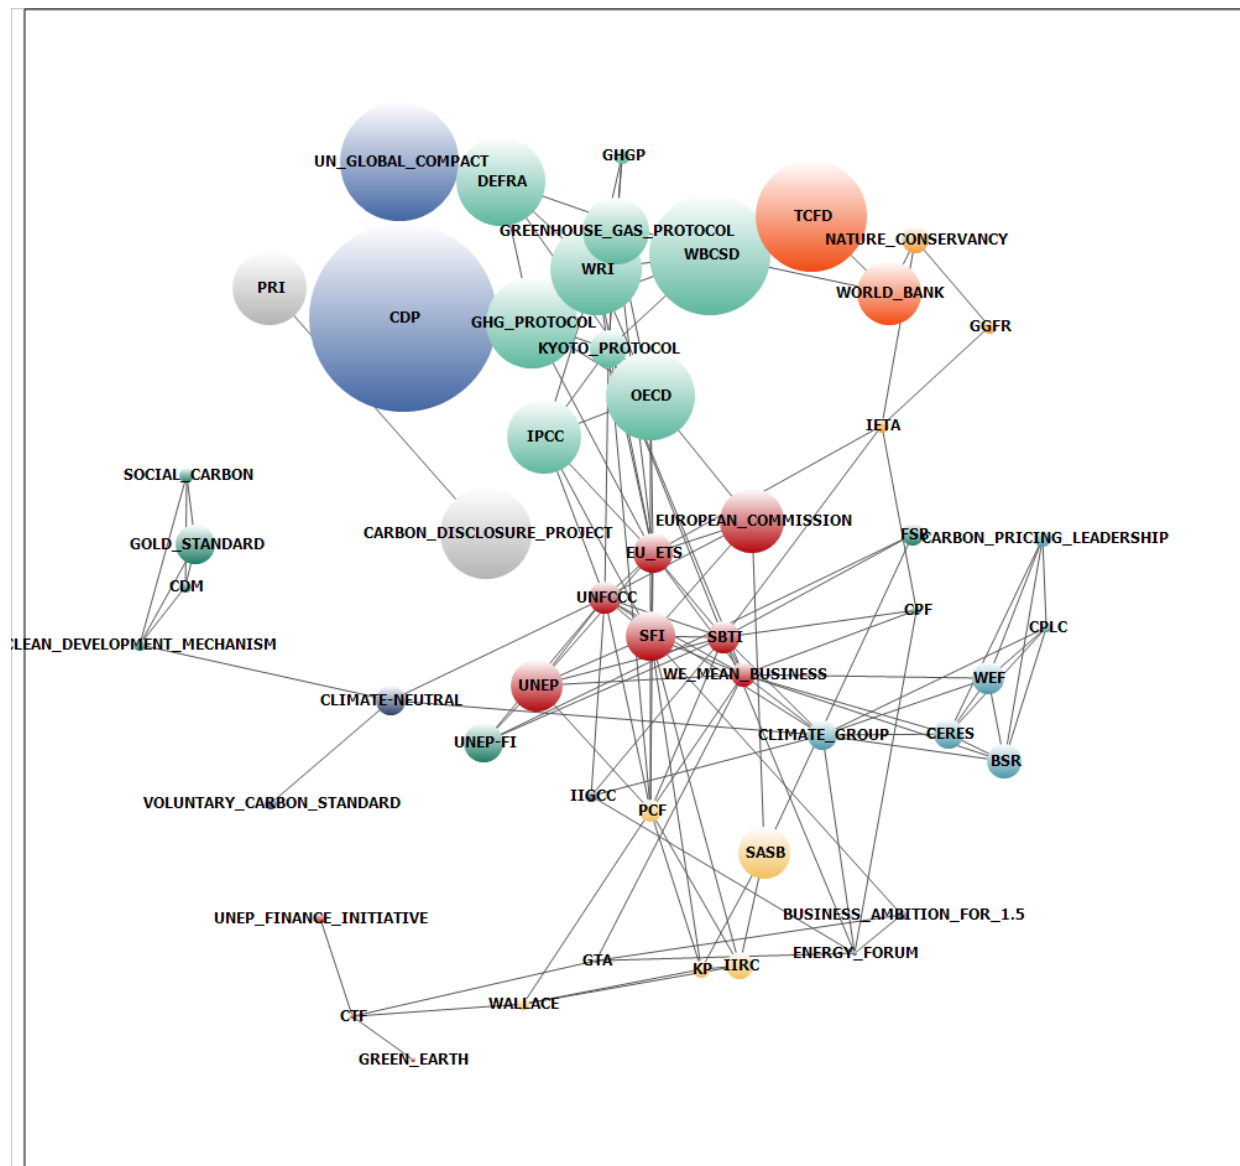 GHGP
UN_GLOBAL_COMPACT
DEFRA
TCFD
GREENHOUSE_GAS_PROTOCOL
NATURE_CONSERVANCY
WBCSD
WRI
PRI
WORLD_BANK
CDP
GHG_PROTOCOL
GGFR
KYOTO_PROTOCOL
OECD
IETA
IPCC
SOCIAL_CARBON
EUROPEAN_COMMISSION
CARBON_DISCLOSURE_PROJECT
FSB
CARBON_PRICING_LEADERSHIP
GOLD_STANDARD
EU_ETS
CDM
UNFCCC
CPF
CPLC
SFI
SBTI
CLEAN_DEVELOPMENT_MECHANISM
WE_MEAN_BUSINESS
WEF
UNEP
CLIMATE-NEUTRAL
CLIMATE_GROUP
CERES
UNEP-FI
BSR
IIGCC
VOLUNTARY_CARBON_STANDARD
PCF
SASB
BUSINESS_AMBITION_FOR_1.5
UNEP_FINANCE_INITIATIVE
ENERGY_FORUM
GTA
IIRC
KP
WALLACE
CTF
GREEN_EARTH